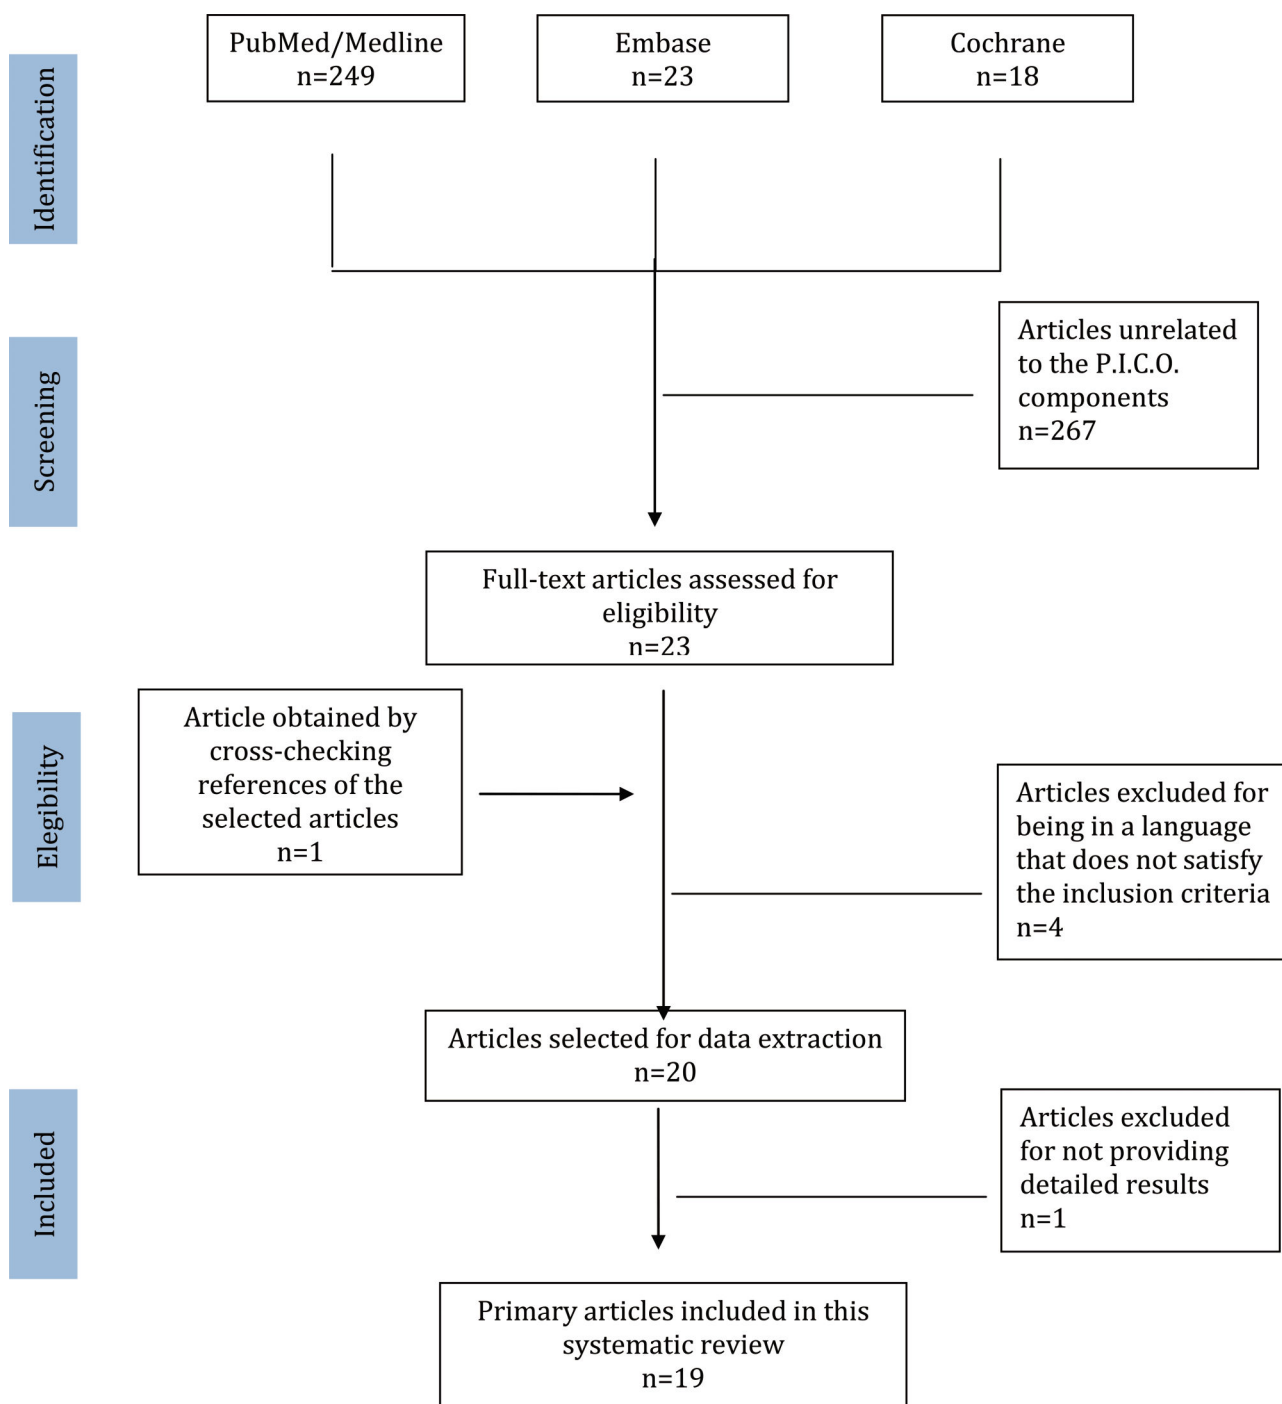 PubMed/Medline
n=249
Embase
n=23
Cochrane
n=18
Identification
Articles unrelated
to the P.I.C.O.
components
n=267
Screening
Full-text articles assessed for
eligibility
n=23
Article obtained by
cross-checking
references of the
selected articles
n=1
Elegibility
Articles excluded for
being in a language
that does not satisfy
the inclusion criteria
n=4
Articles selected for data extraction
n=20
Included
Articles excluded
for not providing
detailed results
n=1
Primary articles included in this
systematic review
n=19